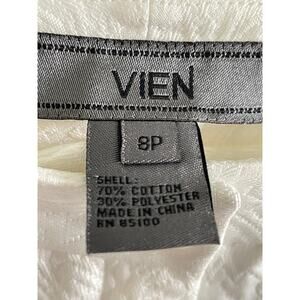 VIEN
8P
SHELL:
70% COTTON
30% POLYESTER
MADE IN CHINA
RN 85100